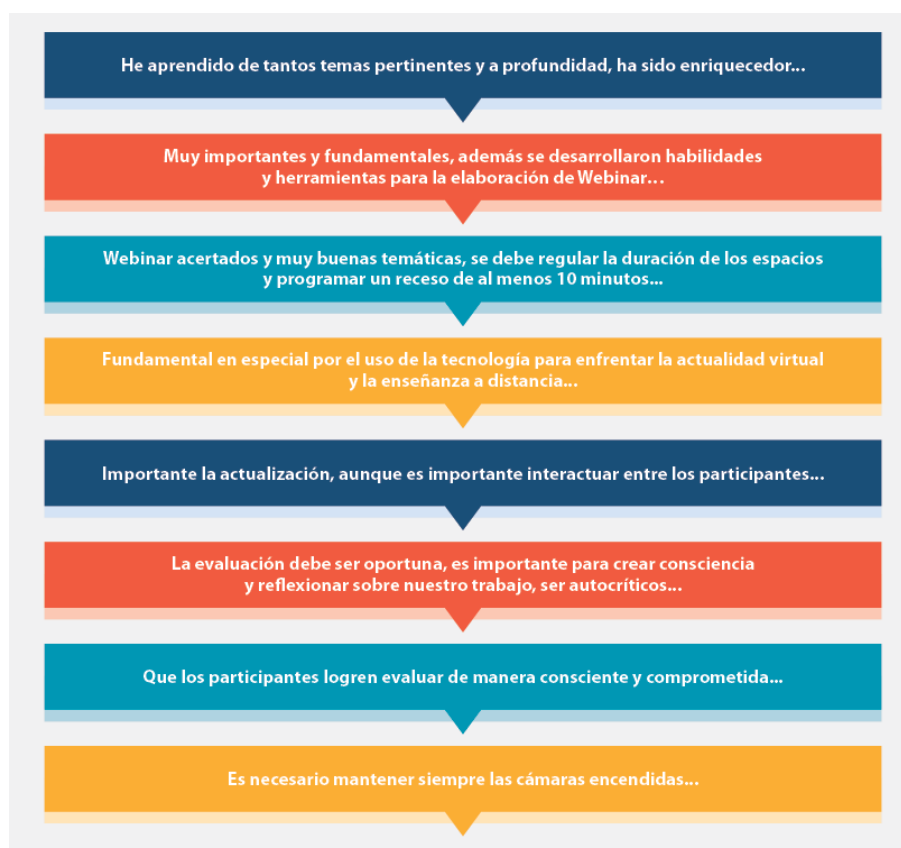 He aprendido de tantos temas pertinentes y a profundidad, ha sido enriquecedor...
Muy importantes y fundamentales, además se desarrollaron habilidades
y herramientas para la elaboración de Webinar...
Webinar acertados y muy buenas temáticas, se debe regular la duración de los espacios
y programar un receso de al menos 10 minutos...
Fundamental en especial por el uso de la tecnología para enfrentar la actualidad virtual
y la enseñanza a distancia...
Importante la actualización, aunque es importante interactuar entre los participantes...
La evaluación debe ser oportuna, es importante para crear consciencia
y reflexionar sobre nuestro trabajo, ser autocríticos...
Que los participantes logren evaluar de manera consciente y comprometida...
Es necesario mantener siempre las cámaras encendidas...